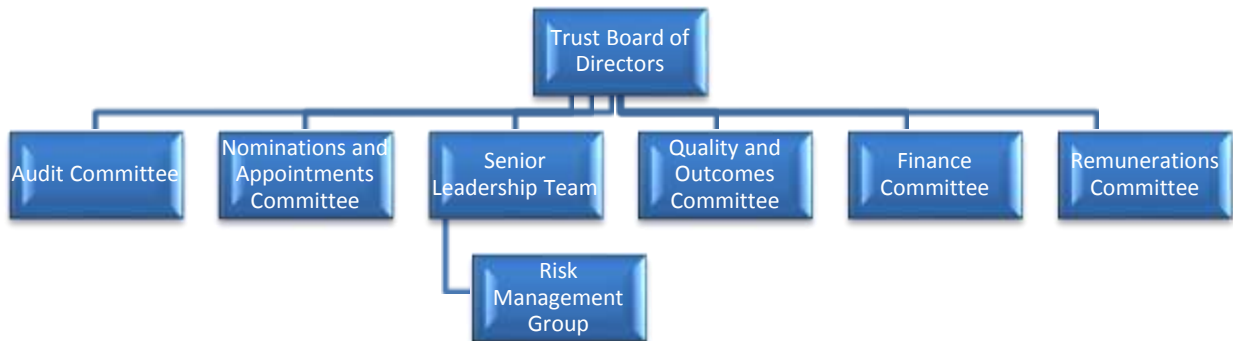 Trust Board of
Directors
Audit Committee
Nominations and
Appointments
Committee
Senior
Leadership Team
Quality and
Outcomes
Committee
Finance
Committee
Remunerations
Committee
Risk
Management
Group